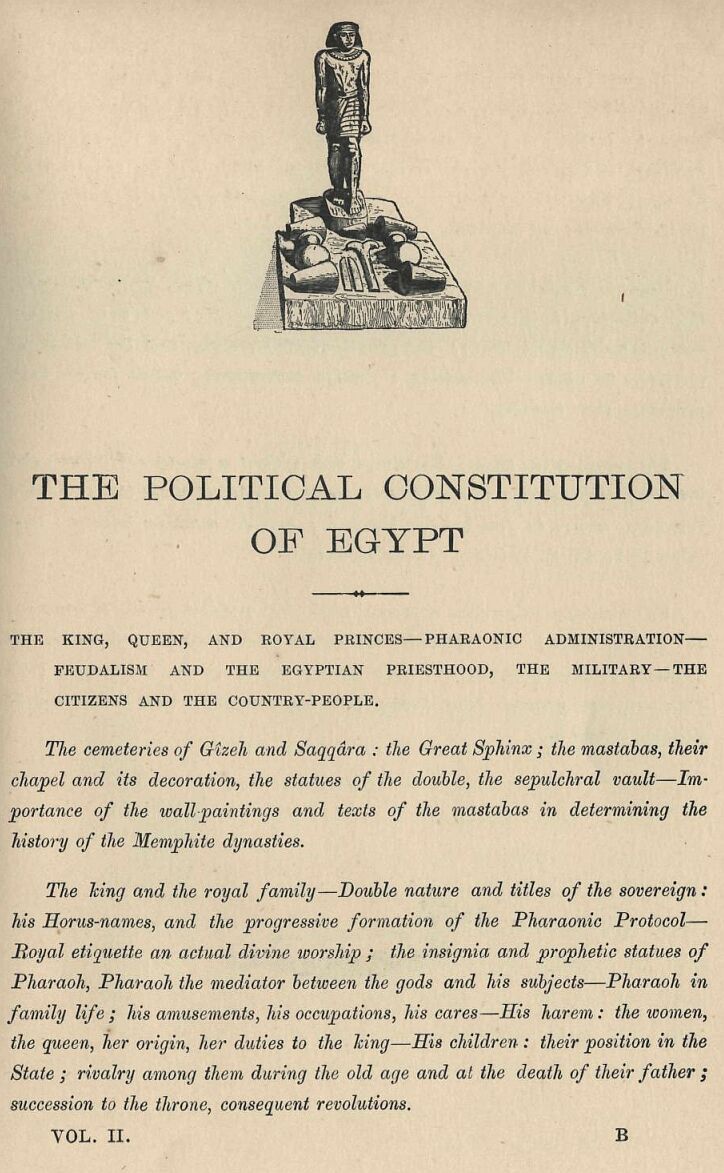 THE POLITICAL CONSTITUTION
OF EGYPT
THE KING, QUEEN, AND ROYAL PRINCES—PHARAONIC ADMINISTRATION—
FEUDALISM AND THE EGYPTIAN PRIESTHOOD, THE MILITARY—THE
CITIZENS AND THE COUNTRY-PEOPLE.
The cemeteries of Gîzeh and Saqqâra : the Great Sphinx ; the mastabas, their
chapel and its decoration, the statues of the double, the sepulchral vault—Im-
portance of the wall-paintings and texts of the mastabas in determining the
history of the Memphite dynasties.
The king and the royal family—Double nature and titles of the sovereign :
his Horus-names, and the progressive formation of the Pharaonic Protocol—
Royal etiquette an actual divine worship ; the insignia and prophetic statues of
Pharaoh, Pharaoh the mediator between the gods and his subjects—Pharaoh in
family life ; his amusements, his occupations, his cares—His harem : the women,
the queen, her origin, her duties to the king—His children : their position in the
State ; rivalry among them during the old age and at the death of their father ;
succession to the throne, consequent revolutions.
VOL. II. B